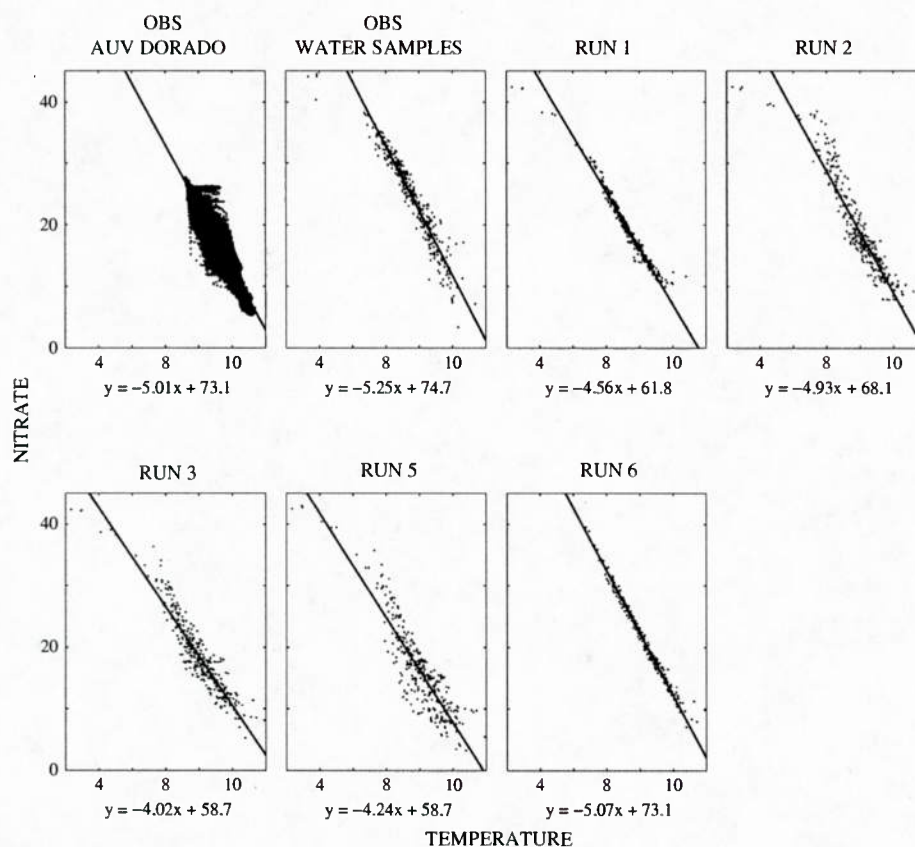 OBS
AUV DORADO
OBS
WATER SAMPLES
RUN 1
RUN 2
40
20
0
4 8 10
4 8 10
4 8 10
4 8 10
y = −5.01x + 73.1
y = −5.25x + 74.7
y = −4.56x + 61.8
y = −4.93x + 68.1
NITRATE
RUN 3
RUN 5
RUN 6
40
20
0
4 8 10
4 8 10
4 8 10
y = −4.02x + 58.7
y = −4.24x + 58.7
y = −5.07x + 73.1
TEMPERATURE